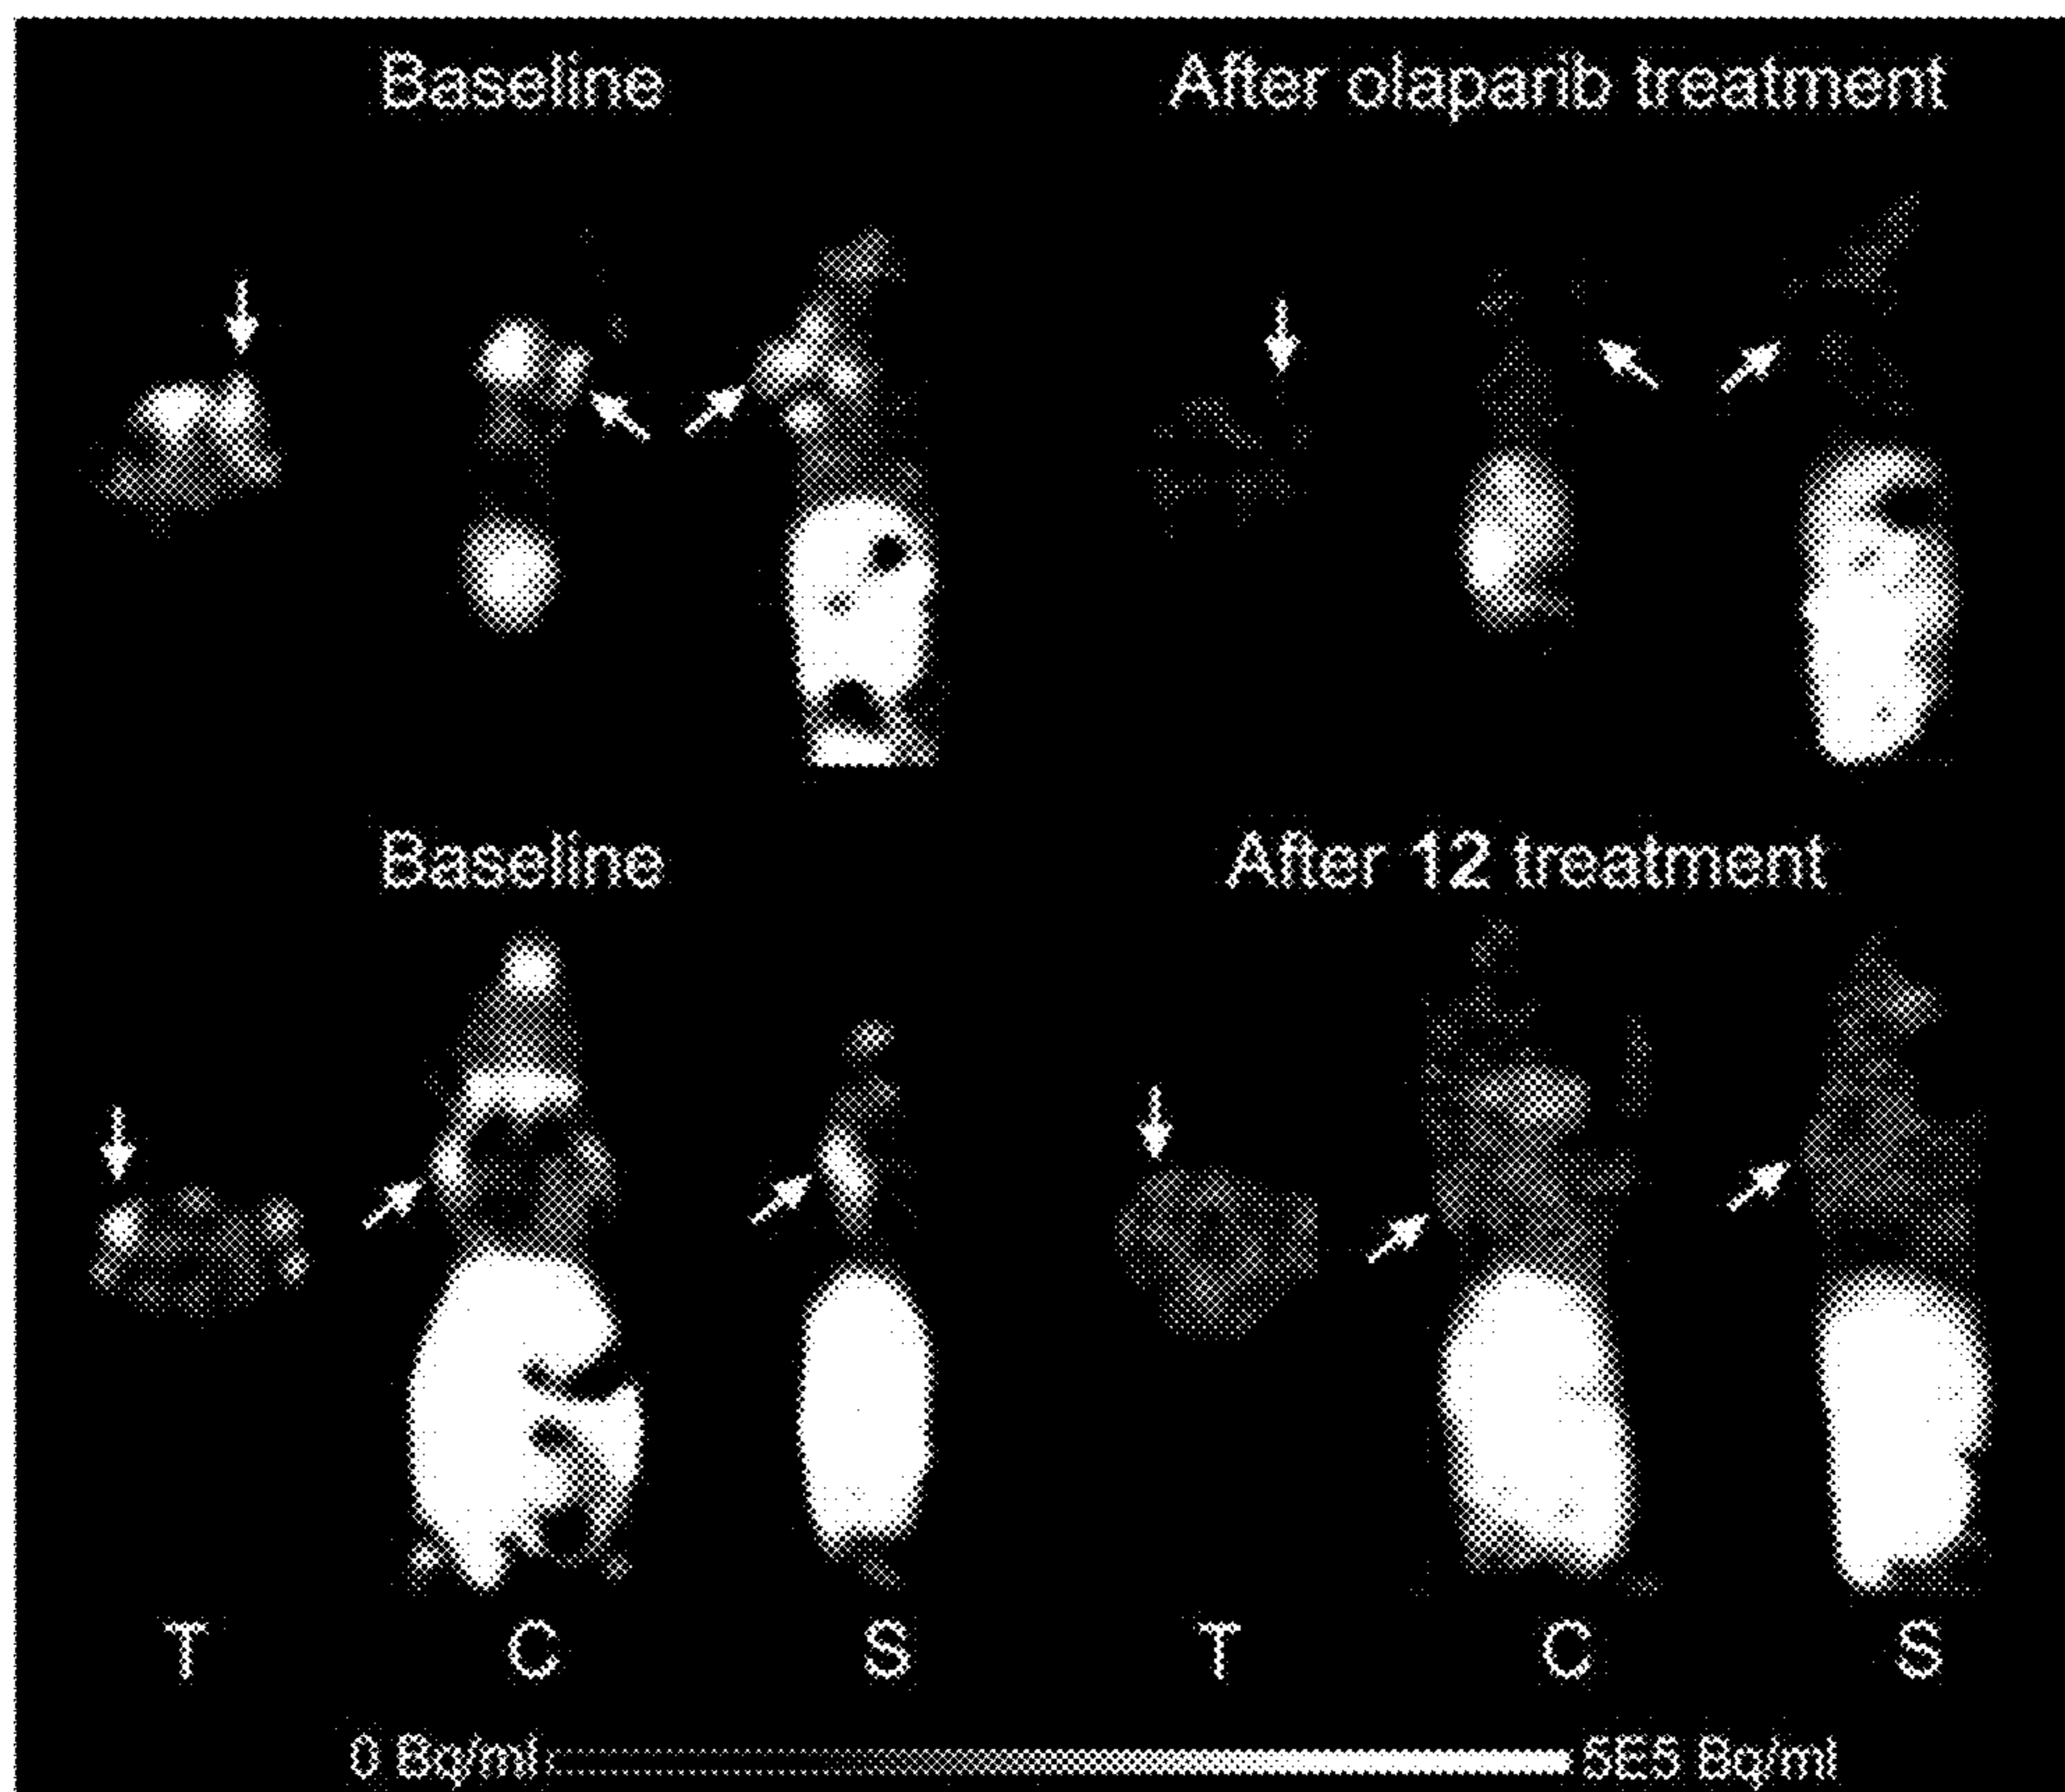 Baseline
After olaparib treatment
Baseline
After 12 treatment
T C S T C S
0 Bq/ml 5E5 Bq/ml